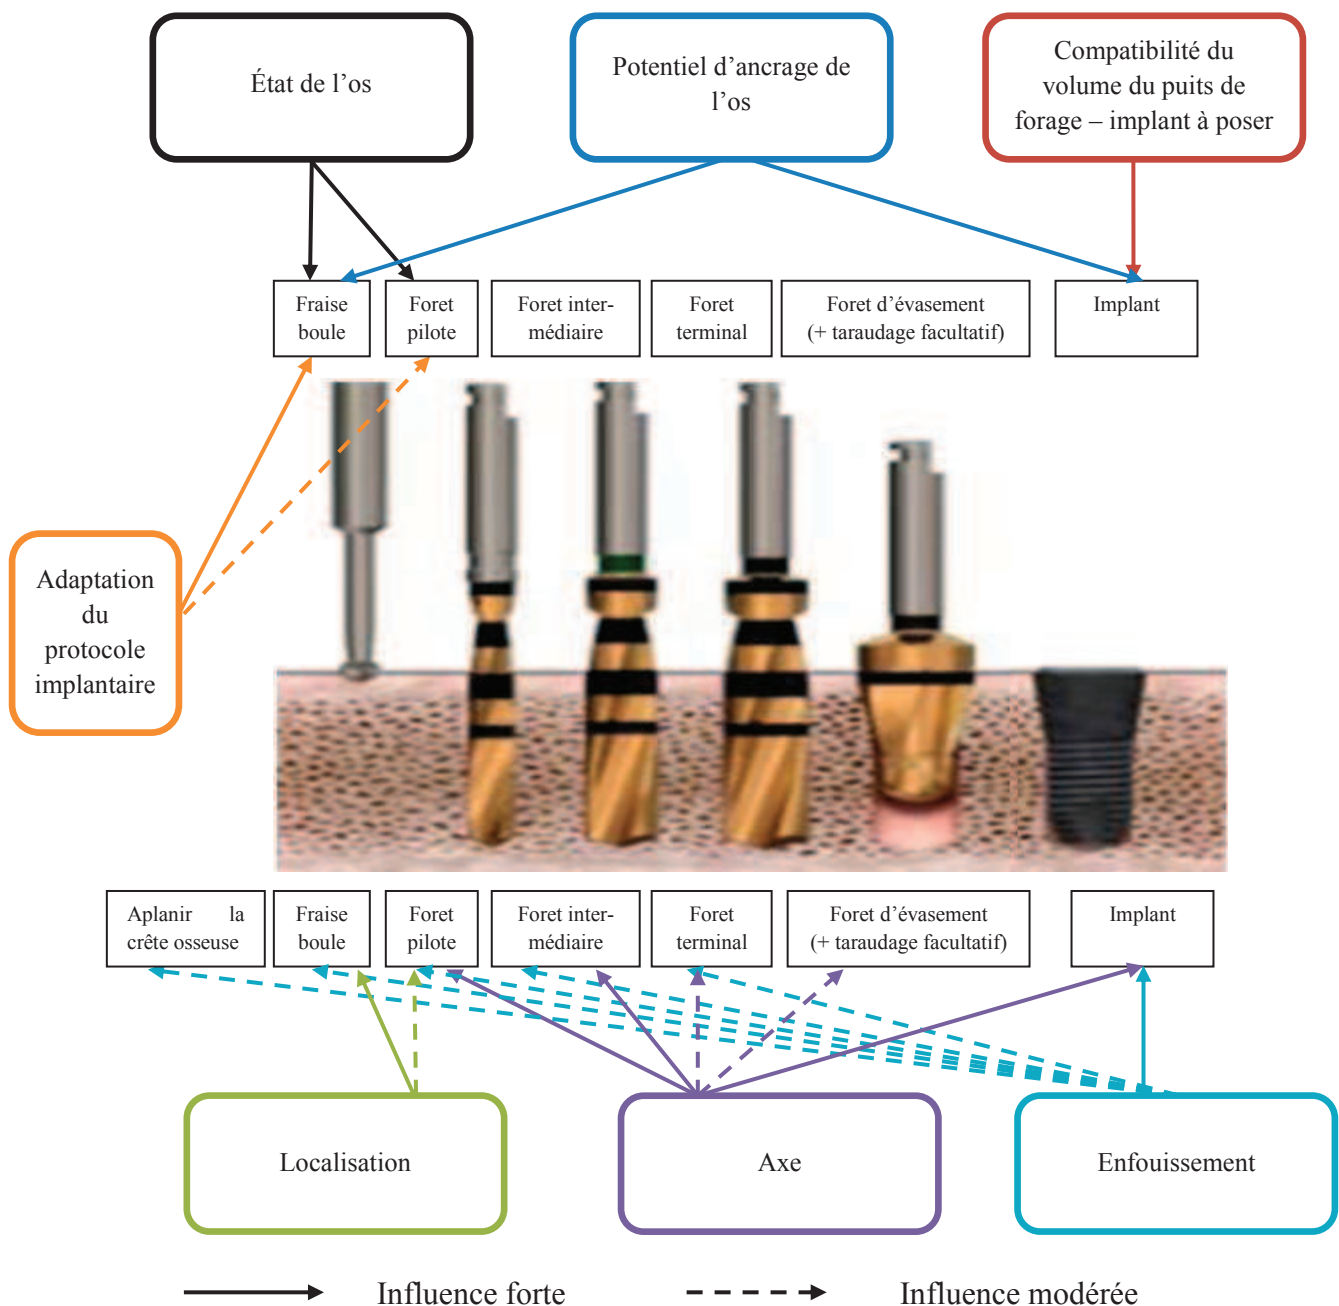 État de l’os
Potentiel d’ancrage de
l’os
Compatibilité du
volume du puits de
forage – implant à poser
Fraise
boule
Foret
pilote
Foret inter-
médiaire
Foret
terminal
Foret d’évasement
(+ taraudage facultatif)
Implant
Adaptation
du
protocole
implantaire
Aplanir la
crête osseuse
Fraise
boule
Foret
pilote
Foret inter-
médiaire
Foret
terminal
Foret d’évasement
(+ taraudage facultatif)
Implant
Localisation
Axe
Enfouissement
Influence forte
Influence modérée